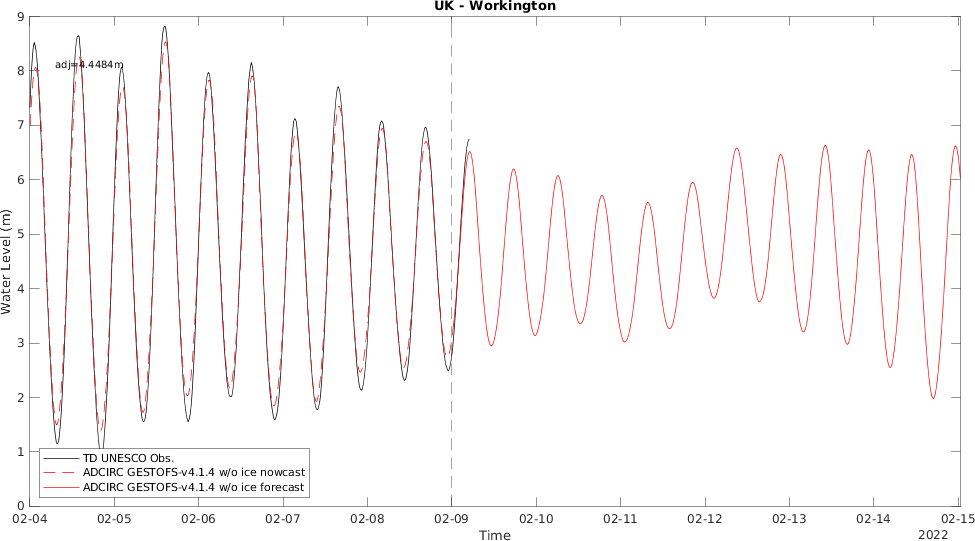 UK - Workington
9
8
7
6
5
4
3
2
1
0
adj=4.4484m
Water Level (m)
TD UNESCO Obs.
ADCIRC GESTOFS-v4.1.4 w/o ice nowcast
ADCIRC GESTOFS-v4.1.4 w/o ice forecast
02-04 02-05 02-06 02-07 02-08 02-09 02-10 02-11 02-12 02-13 02-14 02-15
Time
2022